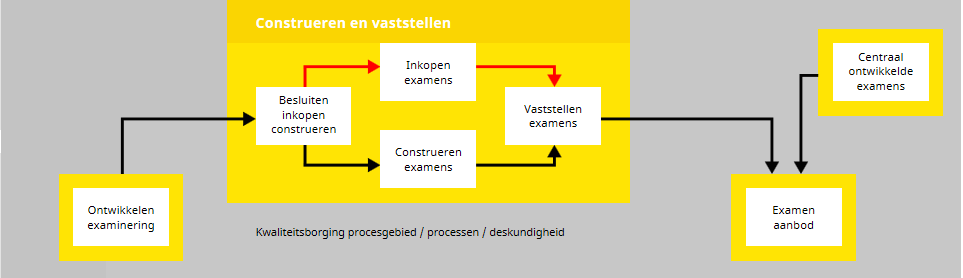 Construeren en vaststellen
Inkopen
examens
Centraal
ontwikkelde
examens
Besluiten
inkopen
construeren
Vaststellen
examens
Construeren
examens
Ontwikkelen
examinering
Examen
aanbod
Kwaliteitsborging procesgebied / processen / deskundigheid